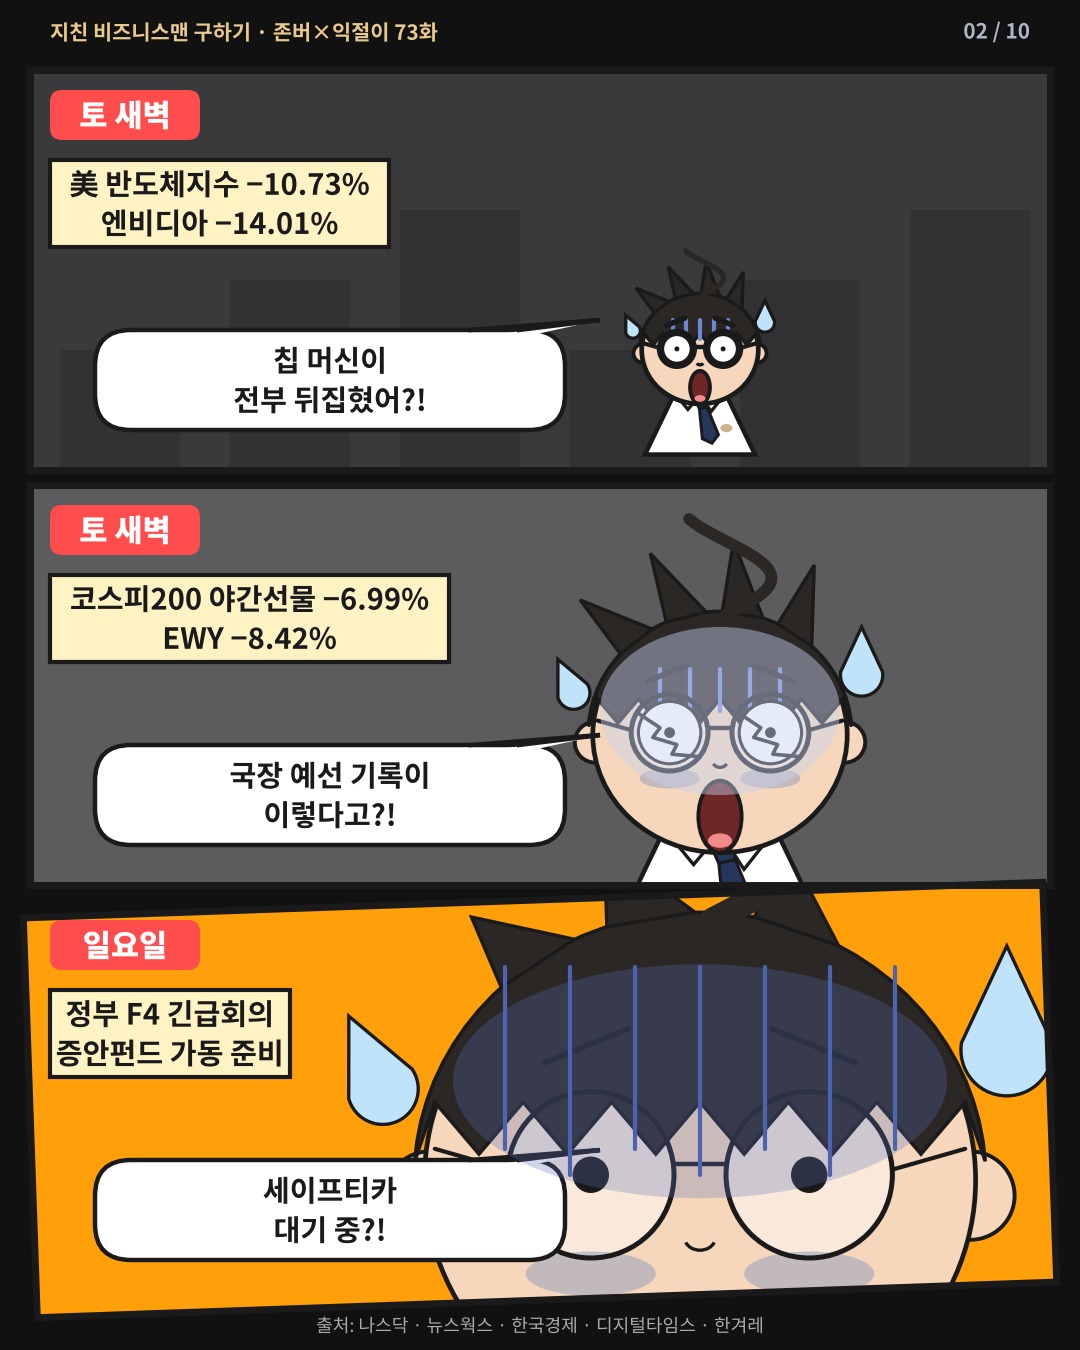 지친 비즈니스맨 구하기 · 존버×익절이 73화
02 / 10
토 새벽
美 반도체지수 −10.73%
엔비디아 −14.01%
칩 머신이
전부 뒤집혔어?!
토 새벽
코스피200 야간선물 −6.99%
EWY −8.42%
국장 예선 기록이
이렇다고?!
일요일
정부 F4 긴급회의
증안펀드 가동 준비
세이프티카
대기 중?!
출처: 나스닥 · 뉴스웍스 · 한국경제 · 디지털타임스 · 한겨레